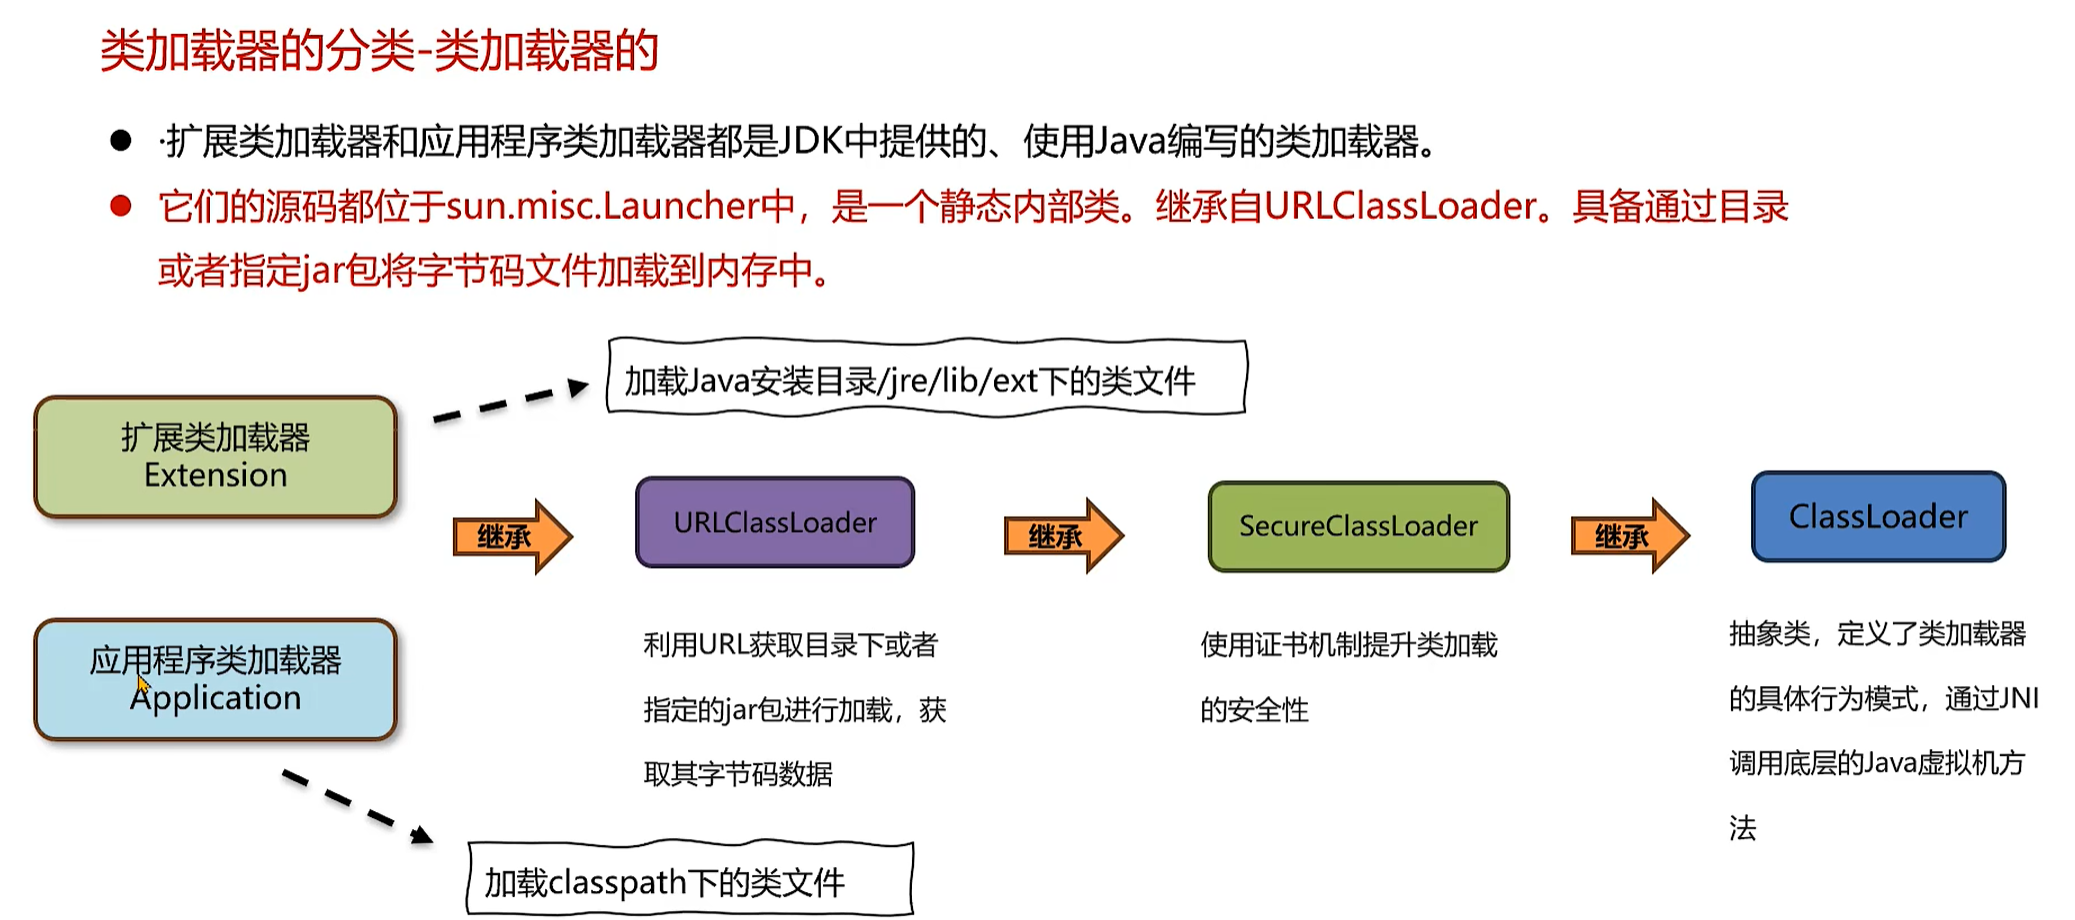 类加载器的分类-类加载器的
·扩展类加载器和应用程序类加载器都是JDK中提供的、使用Java编写的类加载器。
它们的源码都位于sun.misc.Launcher中，是一个静态内部类。继承自URLClassLoader。具备通过目录
或者指定jar包将字节码文件加载到内存中。
加载Java安装目录/jre/lib/ext下的类文件
扩展类加载器
Extension
继承
URLClassLoader
继承
SecureClassLoader
继承
ClassLoader
应用程序类加载器
Application
利用URL获取目录下或者
指定的jar包进行加载，获
取其字节码数据
使用证书机制提升类加载
的安全性
抽象类，定义了类加载器
的具体行为模式，通过JNI
调用底层的Java虚拟机方
法
加载classpath下的类文件